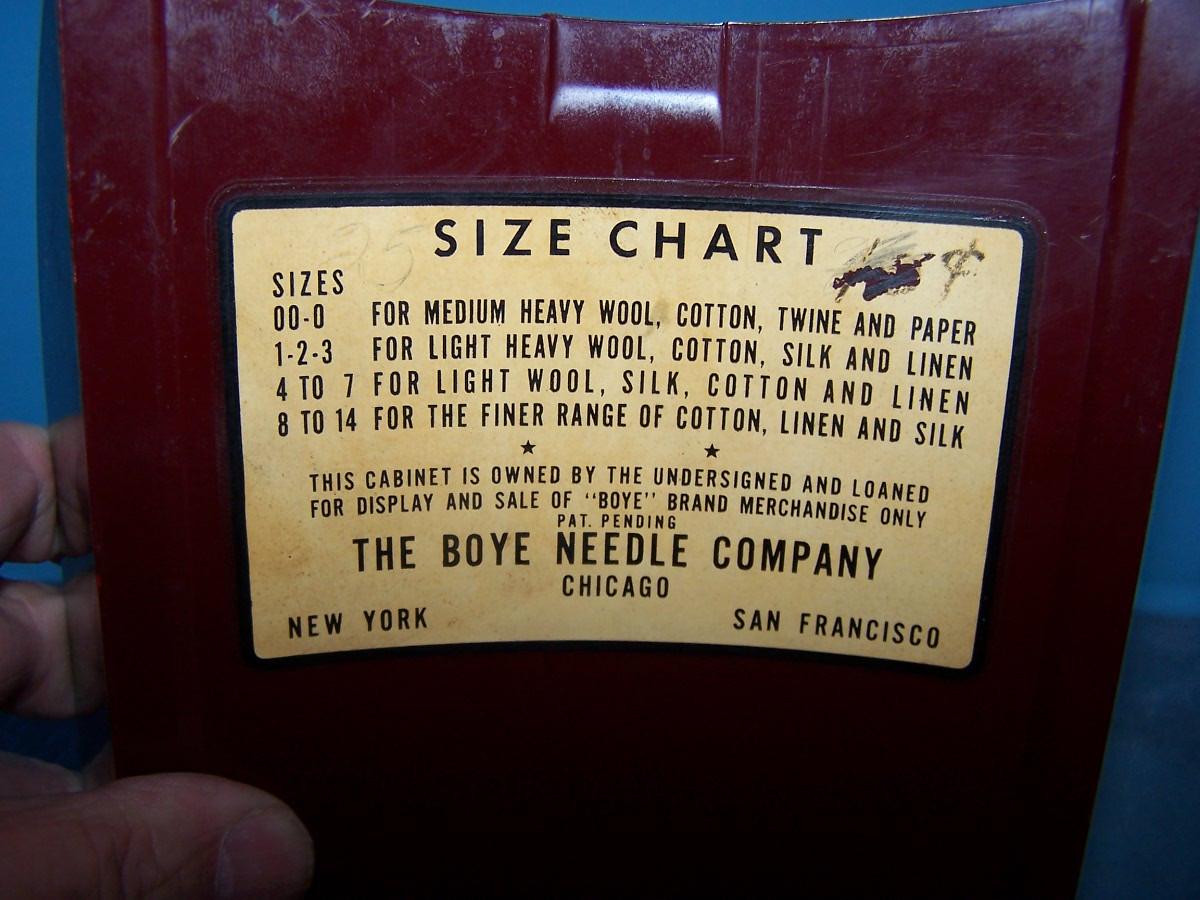 SIZE CHART
25 ¢
SIZES
00-0 FOR MEDIUM HEAVY WOOL, COTTON, TWINE AND PAPER
1-2-3 FOR LIGHT HEAVY WOOL, COTTON, SILK AND LINEN
4 TO 7 FOR LIGHT WOOL, SILK, COTTON AND LINEN
8 TO 14 FOR THE FINER RANGE OF COTTON, LINEN AND SILK
★ ★
THIS CABINET IS OWNED BY THE UNDERSIGNED AND LOANED
FOR DISPLAY AND SALE OF "BOYE" BRAND MERCHANDISE ONLY
PAT. PENDING
THE BOYE NEEDLE COMPANY
CHICAGO
NEW YORK SAN FRANCISCO